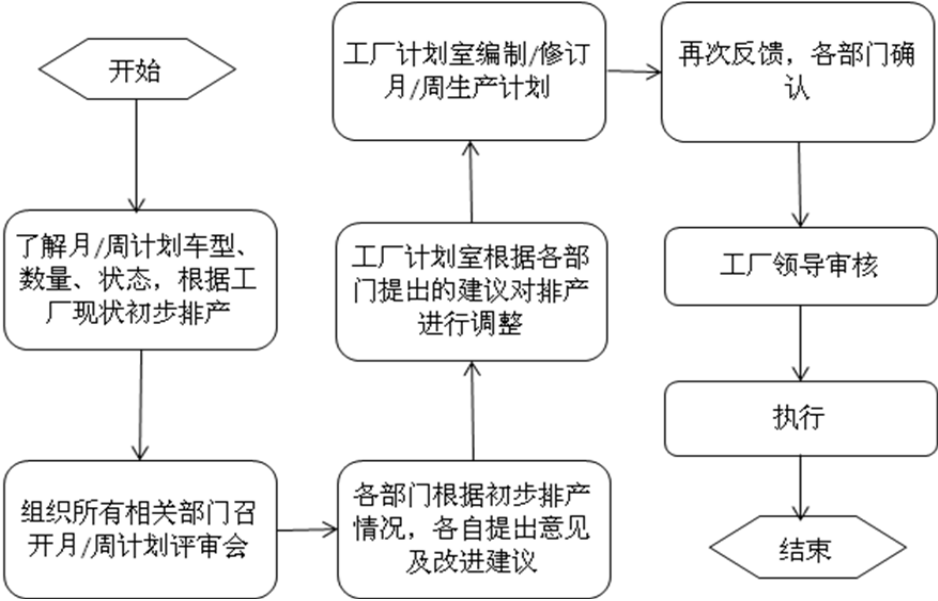 开始
了解月/周计划车型、
数量、状态，根据工
厂现状初步排产
组织所有相关部门召
开月/周计划评审会
各部门根据初步排产
情况，各自提出意见
及改进建议
工厂计划室根据各部
门提出的建议对排产
进行调整
工厂计划室编制/修订
月/周生产计划
再次反馈，各部门确
认
工厂领导审核
执行
结束